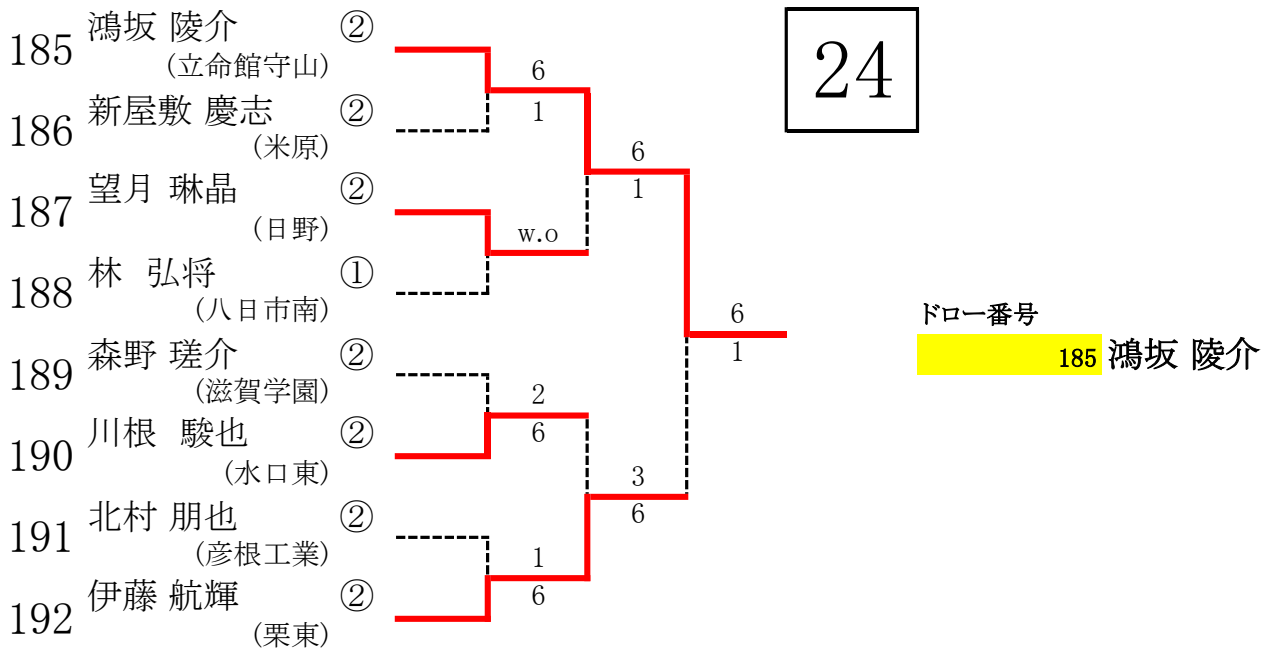 185 鴻坂 陵介 ②
(立命館守山)
186 新屋敷 慶志 ②
(米原)
187 望月 琳晶 ②
(日野)
188 林 弘将 ①
(八日市南)
189 森野 瑳介 ②
(滋賀学園)
190 川根 駿也 ②
(水口東)
191 北村 朋也 ②
(彦根工業)
192 伊藤 航輝 ②
(栗東)
6
1
w.o
2
6
1
6
6
1
3
6
6
1
24
ドロー番号
185 鴻坂 陵介